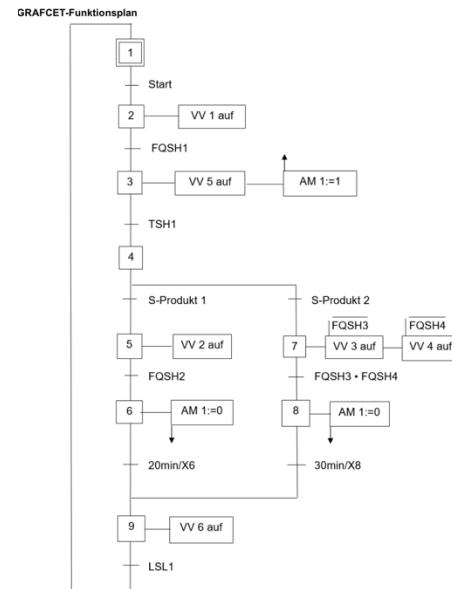 GRAFCET-Funktionsplan
1
Start
2 VV 1 auf
FQSH1
3 VV 5 auf AM 1:=1
TSH1
4
S-Produkt 1 S-Produkt 2
FQSH3 FQSH4
5 VV 2 auf 7 VV 3 auf VV 4 auf
FQSH2 FQSH3 • FQSH4
6 AM 1:=0 8 AM 1:=0
20min/X6 30min/X8
9 VV 6 auf
LSL1